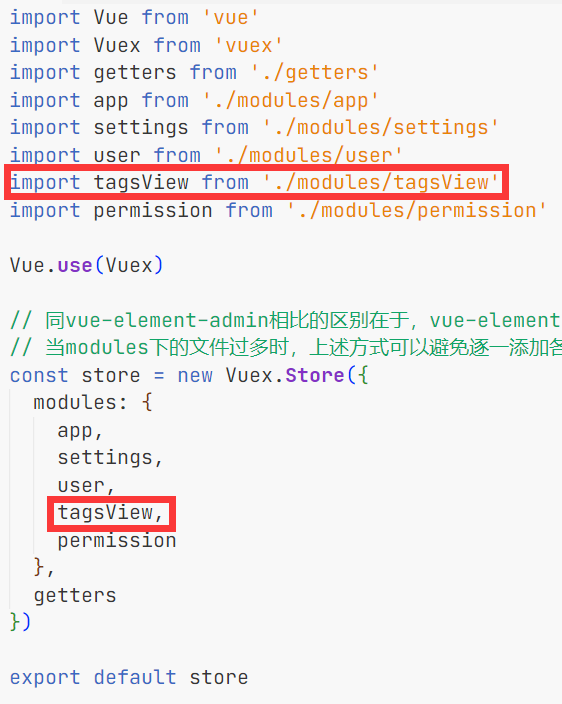 import Vue from 'vue'
import Vuex from 'vuex'
import getters from './getters'
import app from './modules/app'
import settings from './modules/settings'
import user from './modules/user'
import tagsView from './modules/tagsView'
import permission from './modules/permission'
Vue.use(Vuex)
// 同vue-element-admin相比的区别在于，vue-element
// 当modules下的文件过多时，上述方式可以避免逐一添加各
const store = new Vuex.Store({
  modules: {
    app,
    settings,
    user,
    tagsView,
    permission
  },
  getters
})
export default store